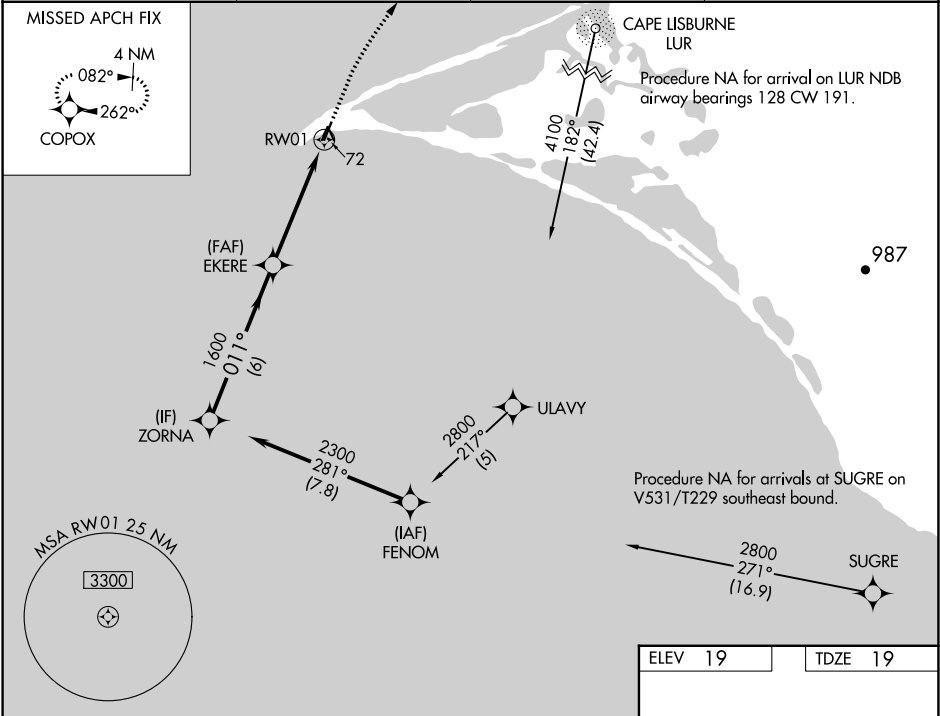 MISSED APCH FIX
4 NM
082°
262°
COPOX
CAPE LISBURNE
LUR
Procedure NA for arrival on LUR NDB
airway bearings 128 CW 191.
4100
182°
(42.4)
RW01
72
987
(FAF)
EKERE
1600
011°
(6)
(IF)
ZORNA
ULAVY
2800
217°
(5)
2300
281°
(7.8)
(IAF)
FENOM
Procedure NA for arrivals at SUGRE on
V531/T229 southeast bound.
2800
271°
(16.9)
SUGRE
MSA RW01 25 NM
3300
ELEV 19
TDZE 19